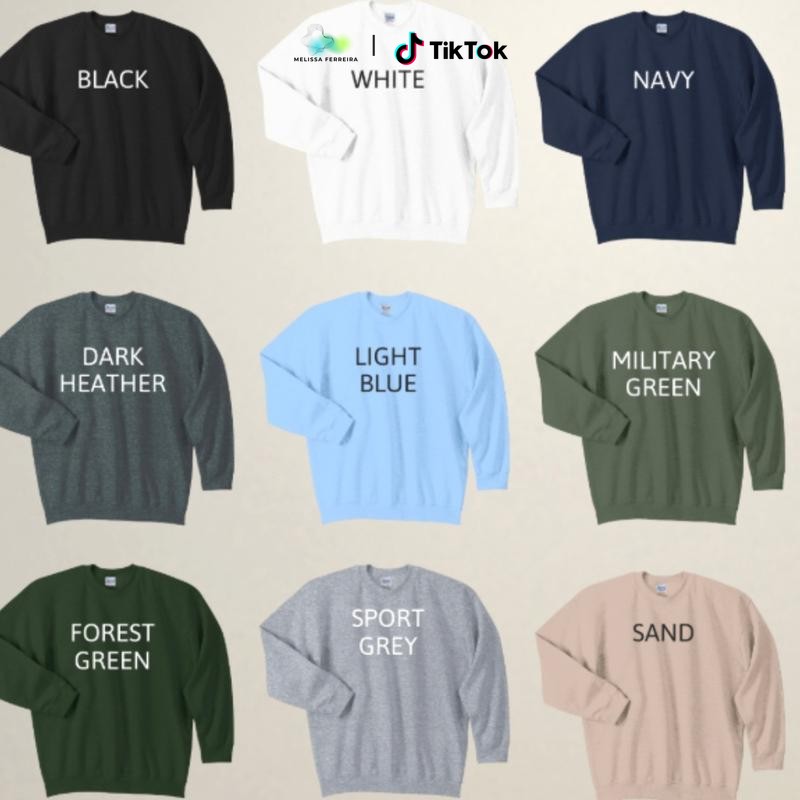 MELISSA FERREIRA | TikTok
BLACK
WHITE
NAVY
DARK
HEATHER
LIGHT
BLUE
MILITARY
GREEN
FOREST
GREEN
SPORT
GREY
SAND